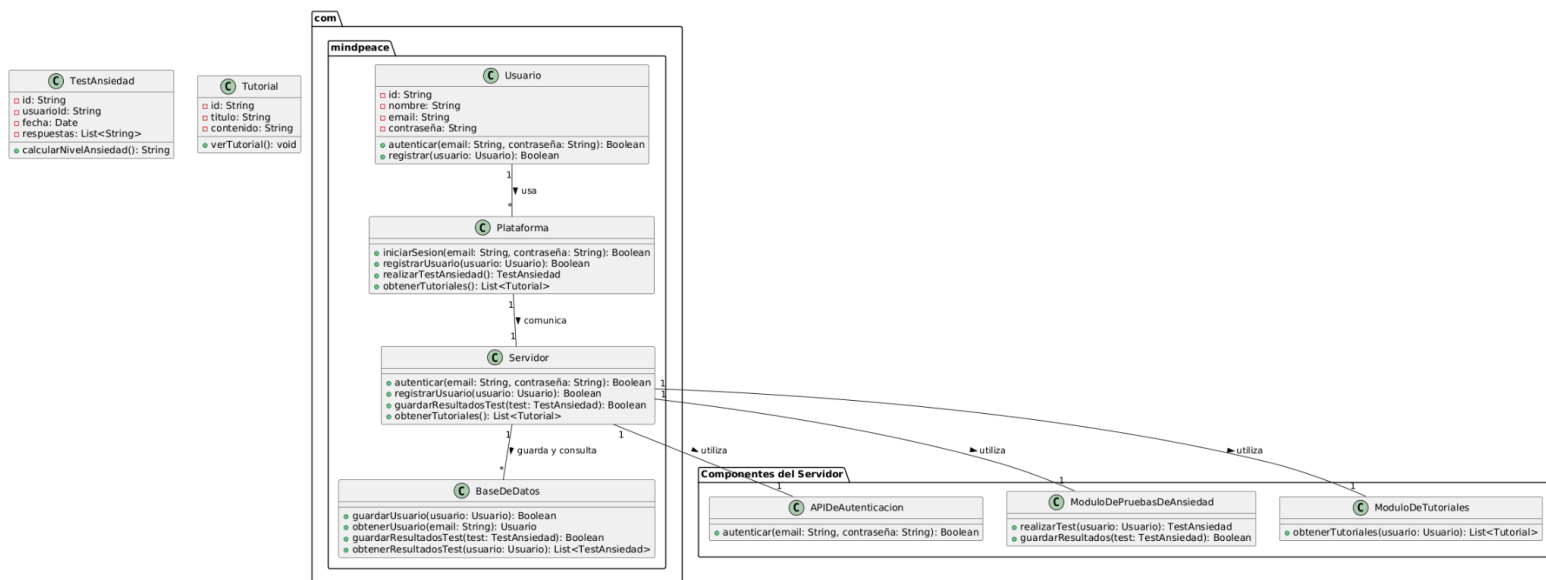 com
mindpeace
C TestAnsiedad
id: String
usuarioId: String
fecha: Date
respuestas: List<String>
calcularNivelAnsiedad(): String
C Tutorial
id: String
titulo: String
contenido: String
verTutorial(): void
C Usuario
id: String
nombre: String
email: String
contraseña: String
autenticar(email: String, contraseña: String): Boolean
registrar(usuario: Usuario): Boolean
1
usa
*
C Plataforma
iniciarSesion(email: String, contraseña: String): Boolean
registrarUsuario(usuario: Usuario): Boolean
realizarTestAnsiedad(): TestAnsiedad
obtenerTutoriales(): List<Tutorial>
1
comunica
1
C Servidor
autenticar(email: String, contraseña: String): Boolean
registrarUsuario(usuario: Usuario): Boolean
guardarResultadosTest(test: TestAnsiedad): Boolean
obtenerTutoriales(): List<Tutorial>
1
1
1
guarda y consulta
*
1
utiliza
utiliza
utiliza
C BaseDeDatos
guardarUsuario(usuario: Usuario): Boolean
obtenerUsuario(email: String): Usuario
guardarResultadosTest(test: TestAnsiedad): Boolean
obtenerResultadosTest(usuario: Usuario): List<TestAnsiedad>
Componentes del Servidor
1
1
1
C APIDeAutenticacion
autenticar(email: String, contraseña: String): Boolean
C ModuloDePruebasDeAnsiedad
realizarTest(usuario: Usuario): TestAnsiedad
guardarResultados(test: TestAnsiedad): Boolean
C ModuloDeTutoriales
obtenerTutoriales(usuario: Usuario): List<Tutorial>